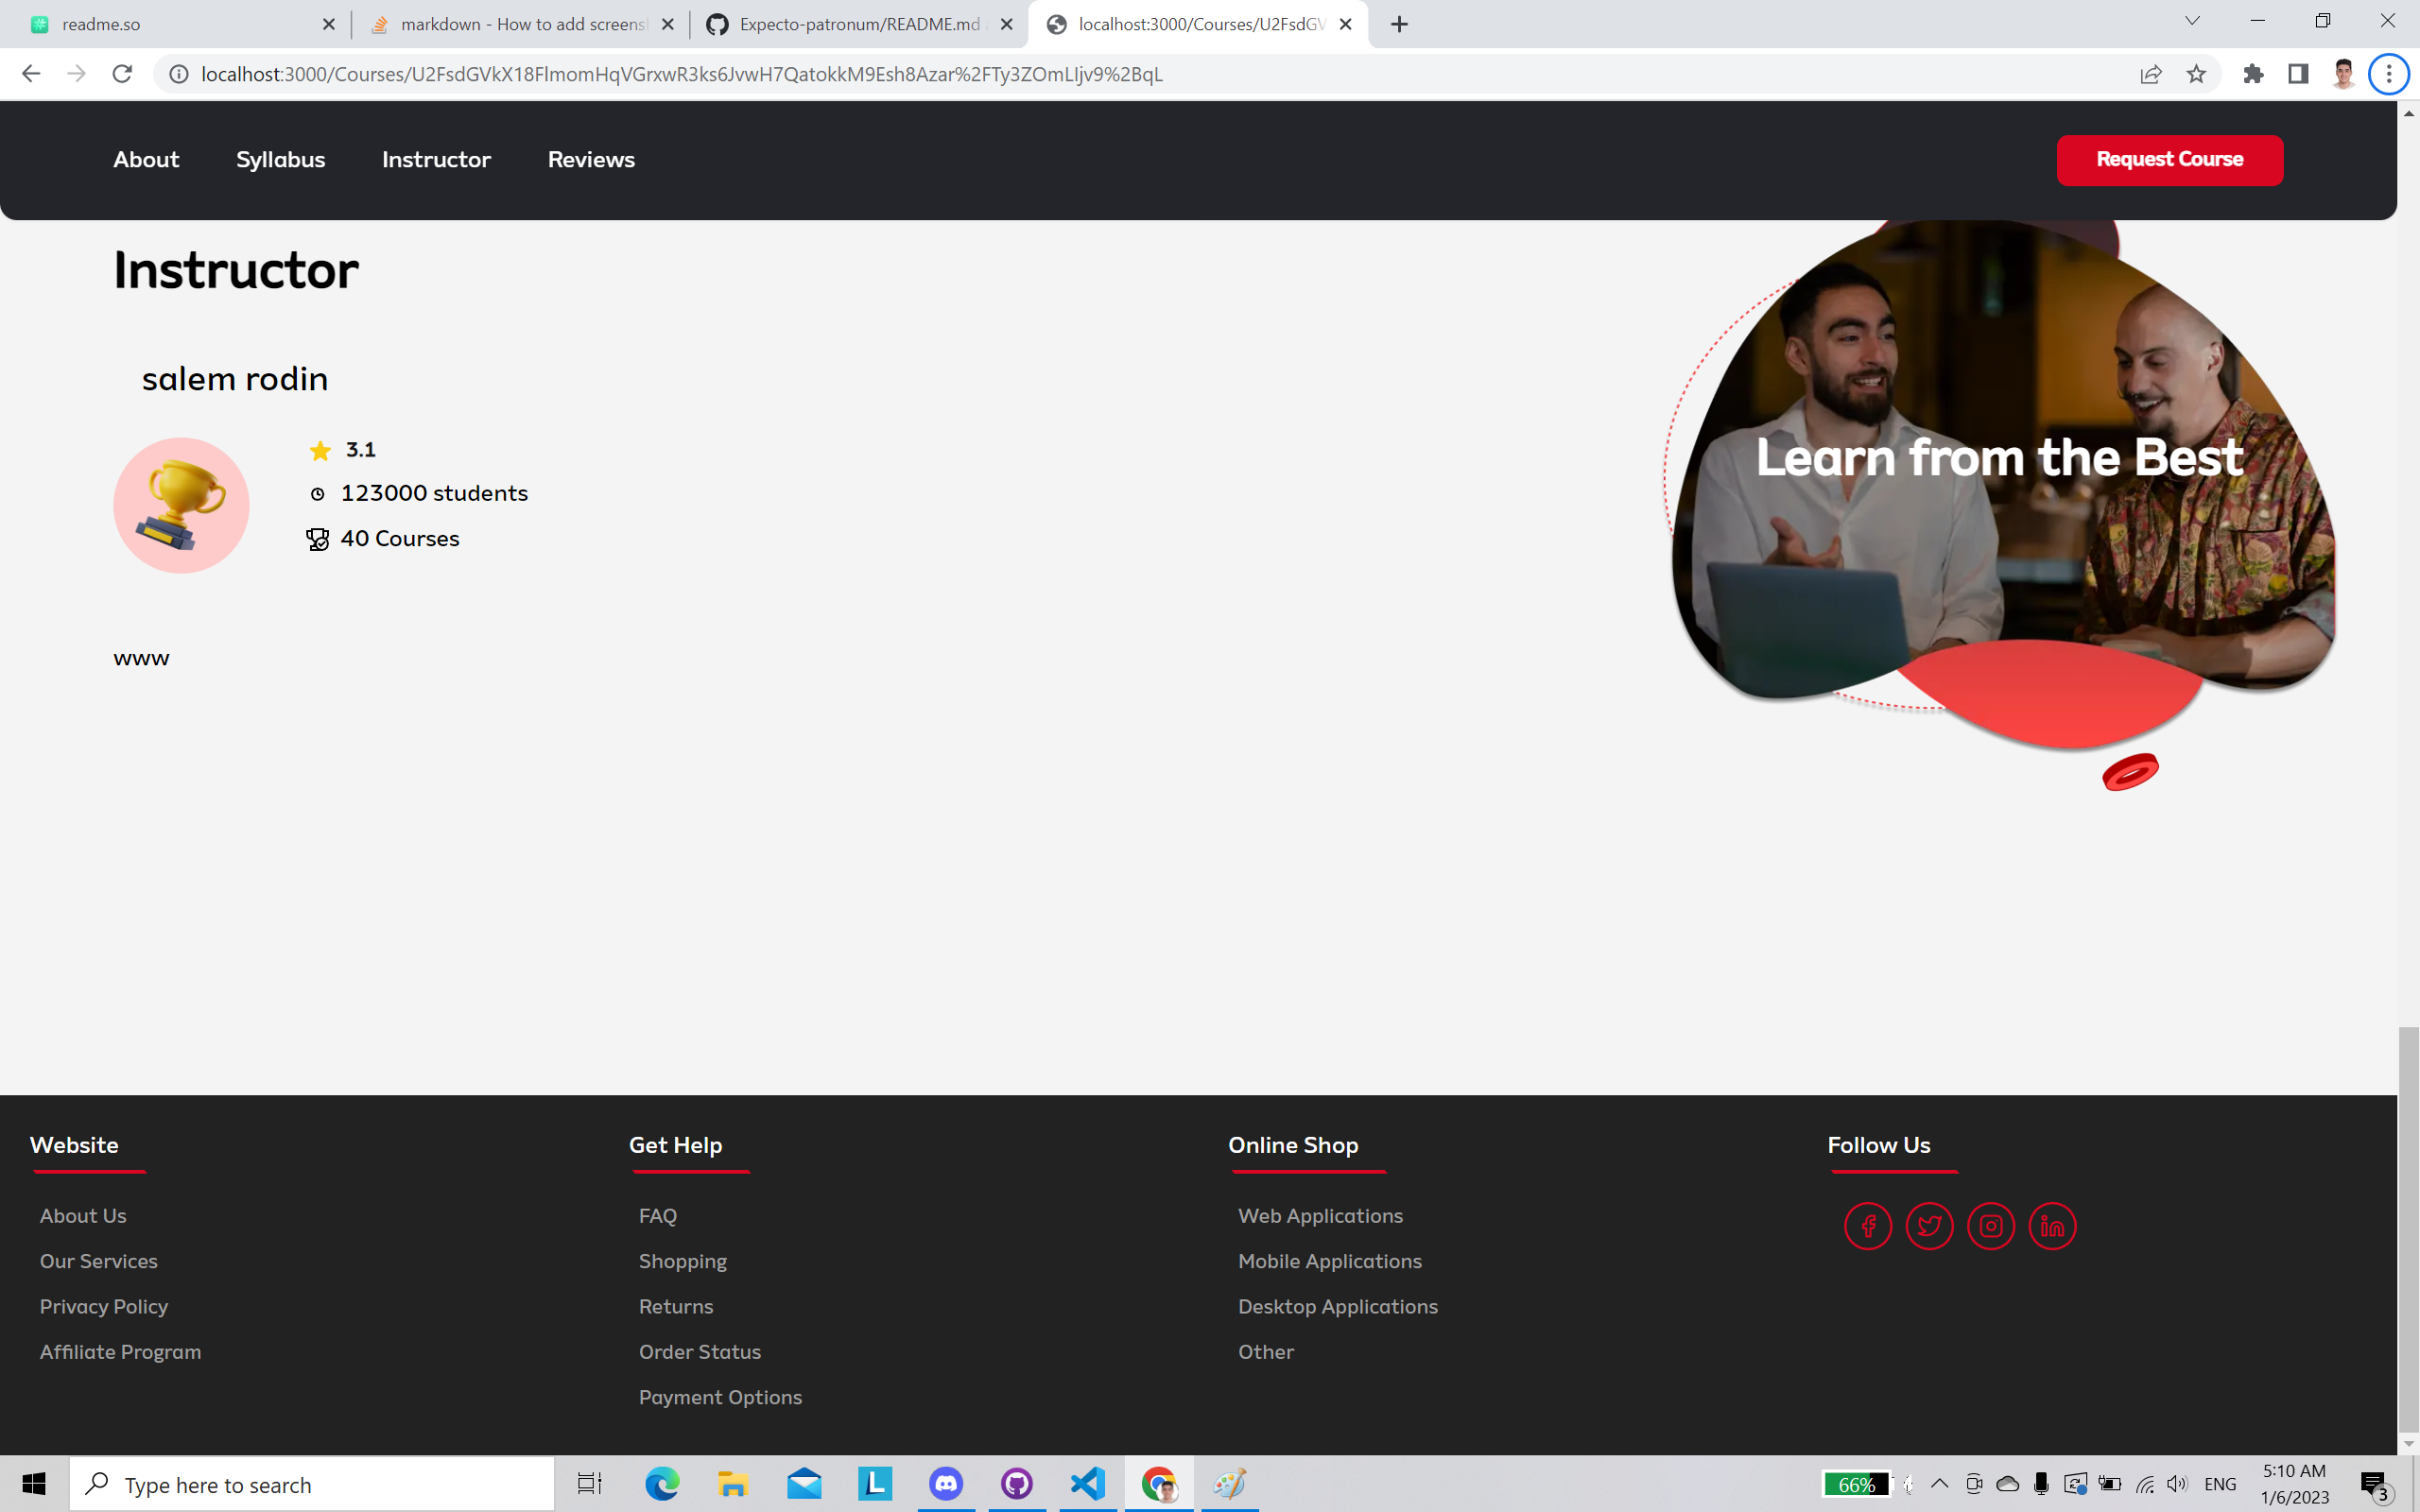 readme.so
markdown - How to add screensh
Expecto-patronum/README.md
localhost:3000/Courses/U2FsdGV
localhost:3000/Courses/U2FsdGVkX18FlmomHqVGrxwR3ks6JvwH7QatokkM9Esh8Azar%2FTy3ZOmLIjv9%2BqL
About
Syllabus
Instructor
Reviews
Request Course
Instructor
salem rodin
3.1
123000 students
40 Courses
www
Learn from the Best
Website
About Us
Our Services
Privacy Policy
Affiliate Program
Get Help
FAQ
Shopping
Returns
Order Status
Payment Options
Online Shop
Web Applications
Mobile Applications
Desktop Applications
Other
Follow Us
Type here to search
L
66%
ENG
5:10 AM
1/6/2023
3